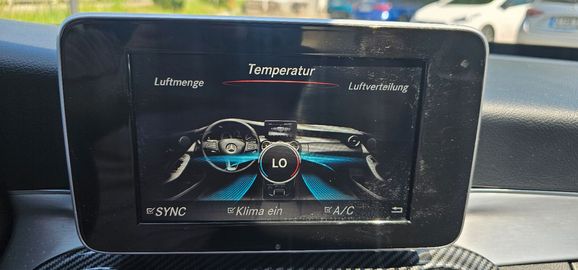 Temperatur
Luftmenge
Luftverteilung
LO
SYNC
Klima ein
A/C